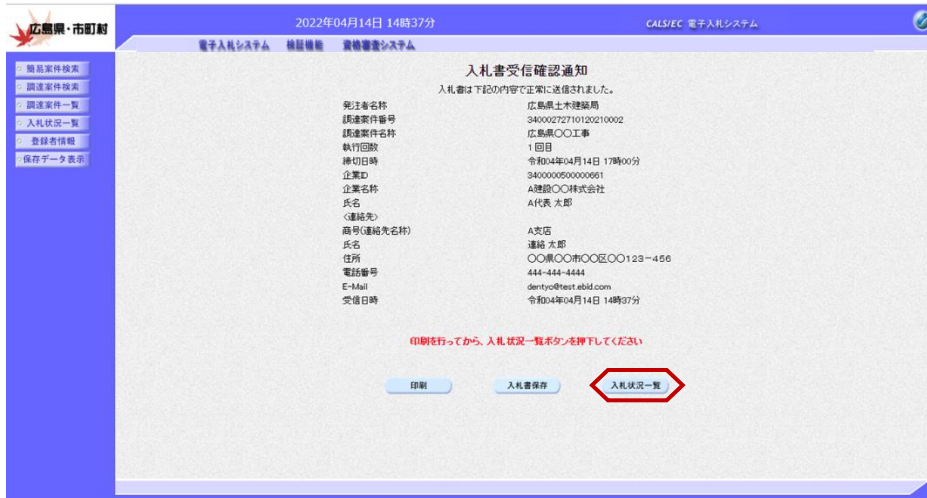 広島県・市町村
2022年04月14日 14時37分
CALS/EC 電子入札システム
電子入札システム 検証機能 資格審査システム
簡易案件検索
調達案件検索
調達案件一覧
入札状況一覧
登録者情報
保存データ表示
入札書受信確認通知
入札書は下記の内容で正常に送信されました。
発注者名称 広島県土木建築局
調達案件番号 34000272710120210002
調達案件名称 広島県〇〇工事
執行回数 1回目
締切日時 令和04年04月14日 17時00分
企業ID 3400000500000661
企業名称 A建設〇〇株式会社
氏名 A代表 太郎
〈連絡先〉
商号(連絡先名称) A支店
氏名 連絡 太郎
住所 〇〇県〇〇市〇〇区〇〇123-456
電話番号 444-444-4444
E-Mail dentyo@test.ebid.com
受信日時 令和04年04月14日 14時37分
印刷を行ってから、入札状況一覧ボタンを押下してください
印刷 入札書保存 入札状況一覧